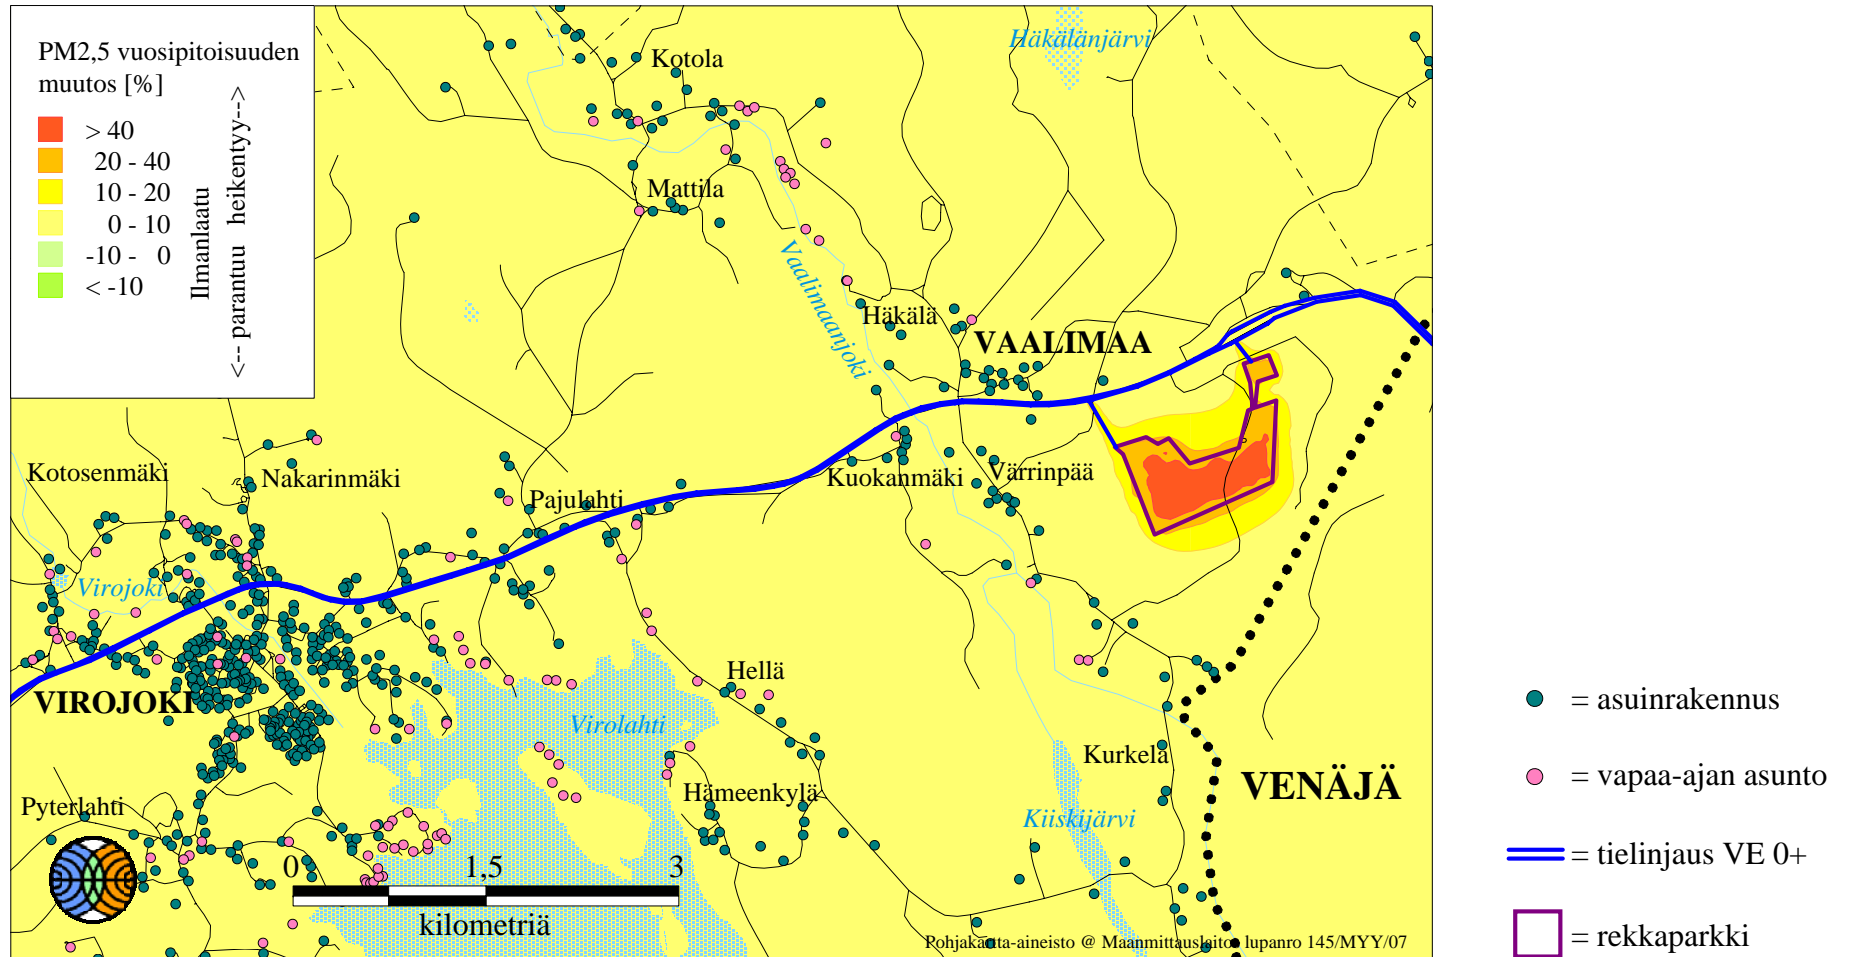 PM2,5 vuosipitoisuuden
muutos [%]
> 40
20 - 40
10 - 20
0 - 10
-10 - 0
< -10
Ilmanlaatu
<-- parantuu heikentyy-->
Kotola
Häkälänjärvi
Mattila
Vaalimaanjoki
Häkälä
VAALIMAA
Kotosenmäki
Nakarinmäki
Pajulahti
Kuokanmäki
Värrinpää
Virojoki
VIROJOKI
Hellä
Virolahti
Kurkela
VENÄJÄ
Pyterlahti
Hämeenkylä
Kiiskijärvi
0 1,5 3
kilometriä
Pohjakartta-aineisto @ Maanmittauslaitos lupanro 145/MYY/07
= asuinrakennus
= vapaa-ajan asunto
= tielinjaus VE 0+
= rekkaparkki